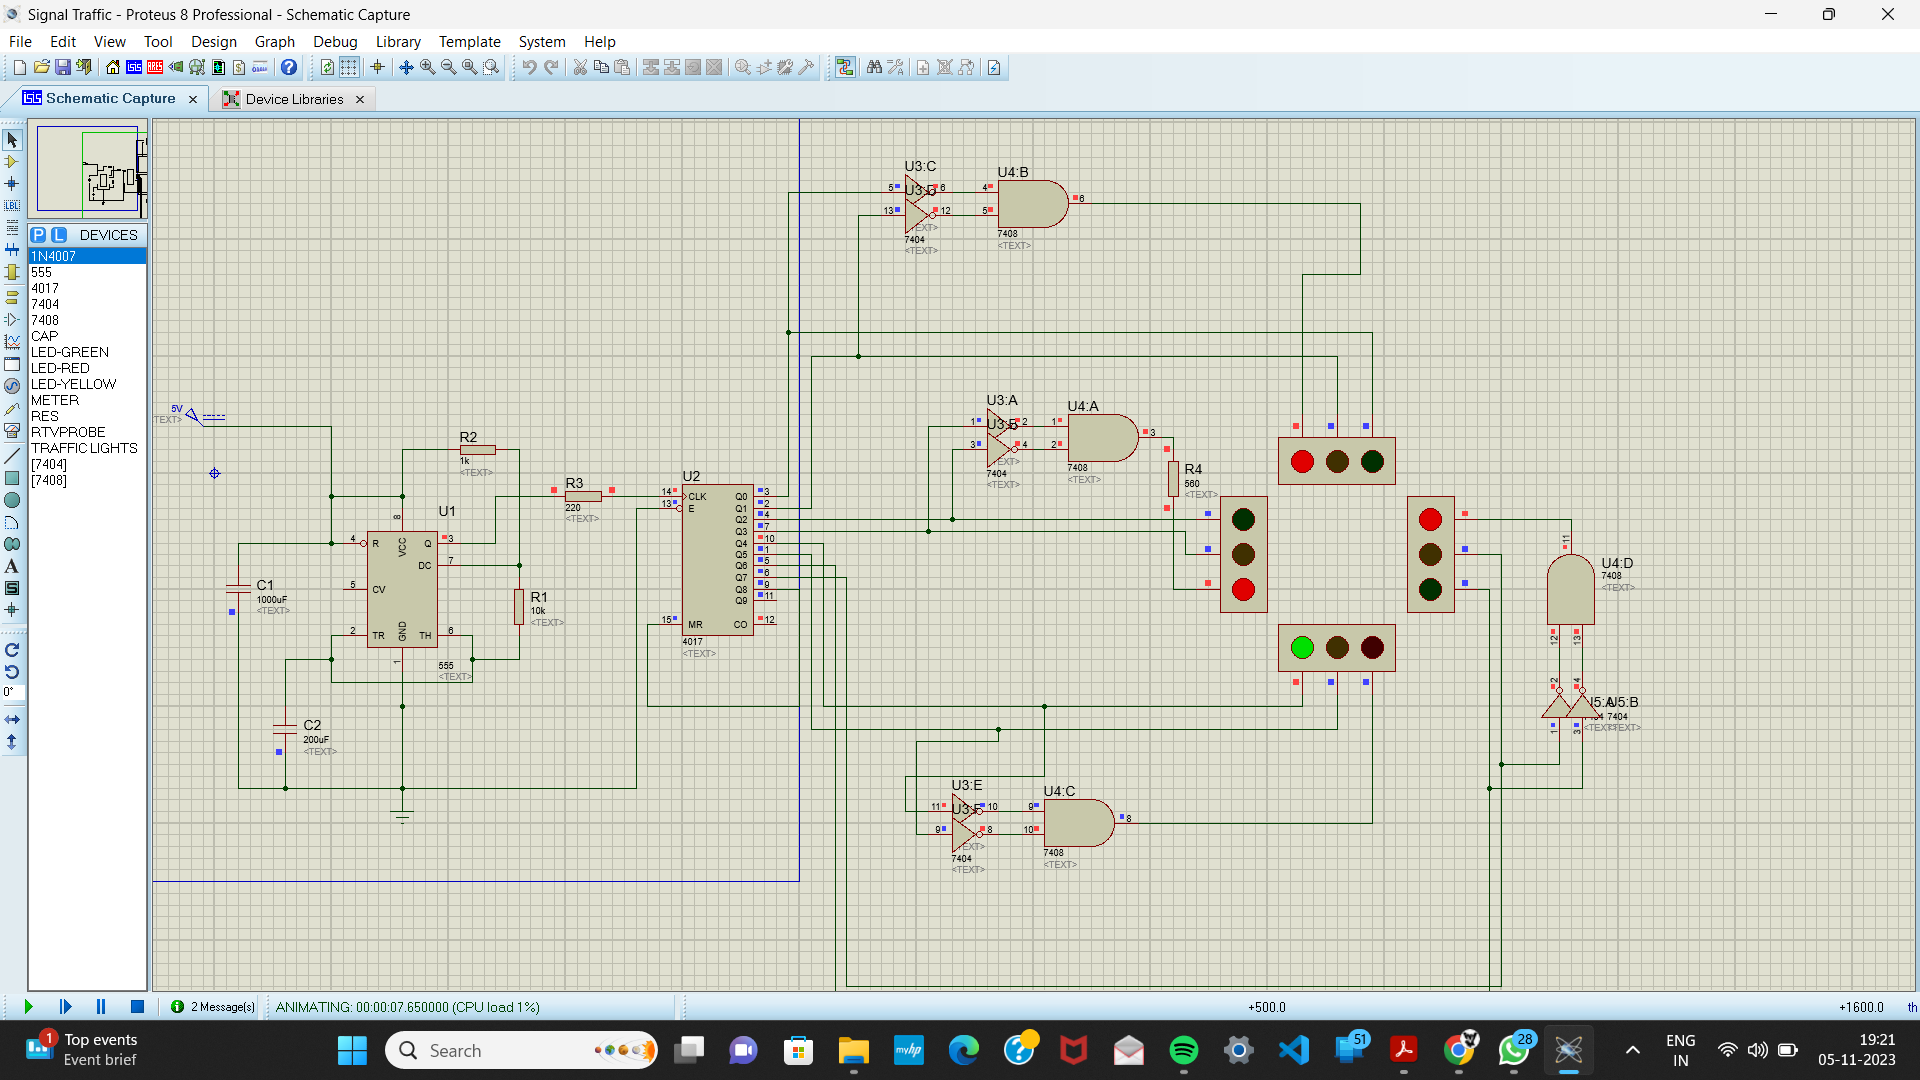 Signal Traffic - Proteus 8 Professional - Schematic Capture
File Edit View Tool Design Graph Debug Library Template System Help
Schematic Capture
Device Libraries
P L DEVICES
1N4007
555
4017
7404
7408
CAP
LED-GREEN
LED-RED
LED-YELLOW
METER
RES
RTVPROBE
TRAFFIC LIGHTS
[7404]
[7408]
LBL
A
0°
U3:C
5 6
13 12
7404
<TEXT>
U4:B
4
5
6
7408
<TEXT>
5V
U3:A
1 2
3 4
7404
<TEXT>
U4:A
1
2
3
7408
<TEXT>
R4
560
<TEXT>
R2
1k
<TEXT>
R3
220
<TEXT>
U1
8
4 R VCC Q 3
DC 7
5 CV
2 TR GND TH 6
1
555
<TEXT>
R1
10k
<TEXT>
C1
1000uF
<TEXT>
C2
200uF
<TEXT>
U2
14 CLK
13 E
15 MR
Q0 3
Q1 2
Q2 4
Q3 7
Q4 10
Q5 1
Q6 5
Q7 6
Q8 9
Q9 11
CO 12
4017
<TEXT>
U4:D
7408
<TEXT>
11
12 13
2 4
U5:B
7404
1 3
U3:E
11 10
9 8
7404
<TEXT>
U4:C
9
10
8
7408
<TEXT>
2 Message(s)
ANIMATING: 00:00:07.650000 (CPU load 1%)
+500.0
+1600.0
th
1
Top events
Event brief
Search
myhp
51
28
ENG
IN
19:21
05-11-2023